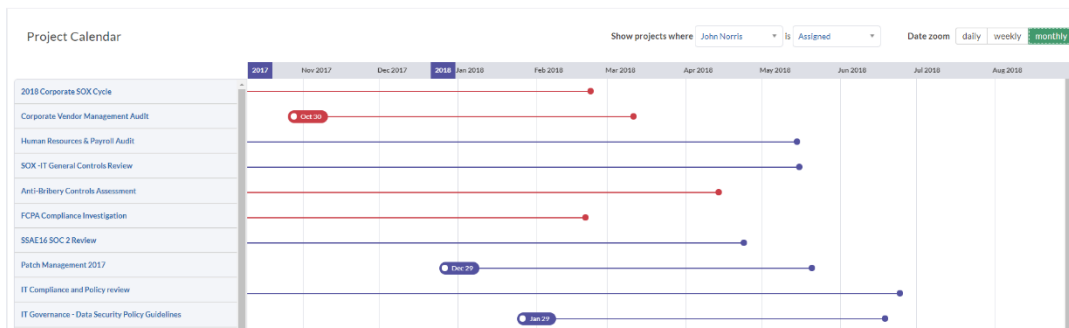 Project Calendar
Show projects where John Norris is Assigned Date zoom daily weekly monthly
2017 Nov 2017 Dec 2017 2018 Jan 2018 Feb 2018 Mar 2018 Apr 2018 May 2018 Jun 2018 Jul 2018 Aug 2018
2018 Corporate SOX Cycle
Corporate Vendor Management Audit Oct 30
Human Resources & Payroll Audit
SOX -IT General Controls Review
Anti-Bribery Controls Assessment
FCPA Compliance Investigation
SSAE16 SOC 2 Review
Patch Management 2017 Dec 29
IT Compliance and Policy review
IT Governance - Data Security Policy Guidelines Jan 29